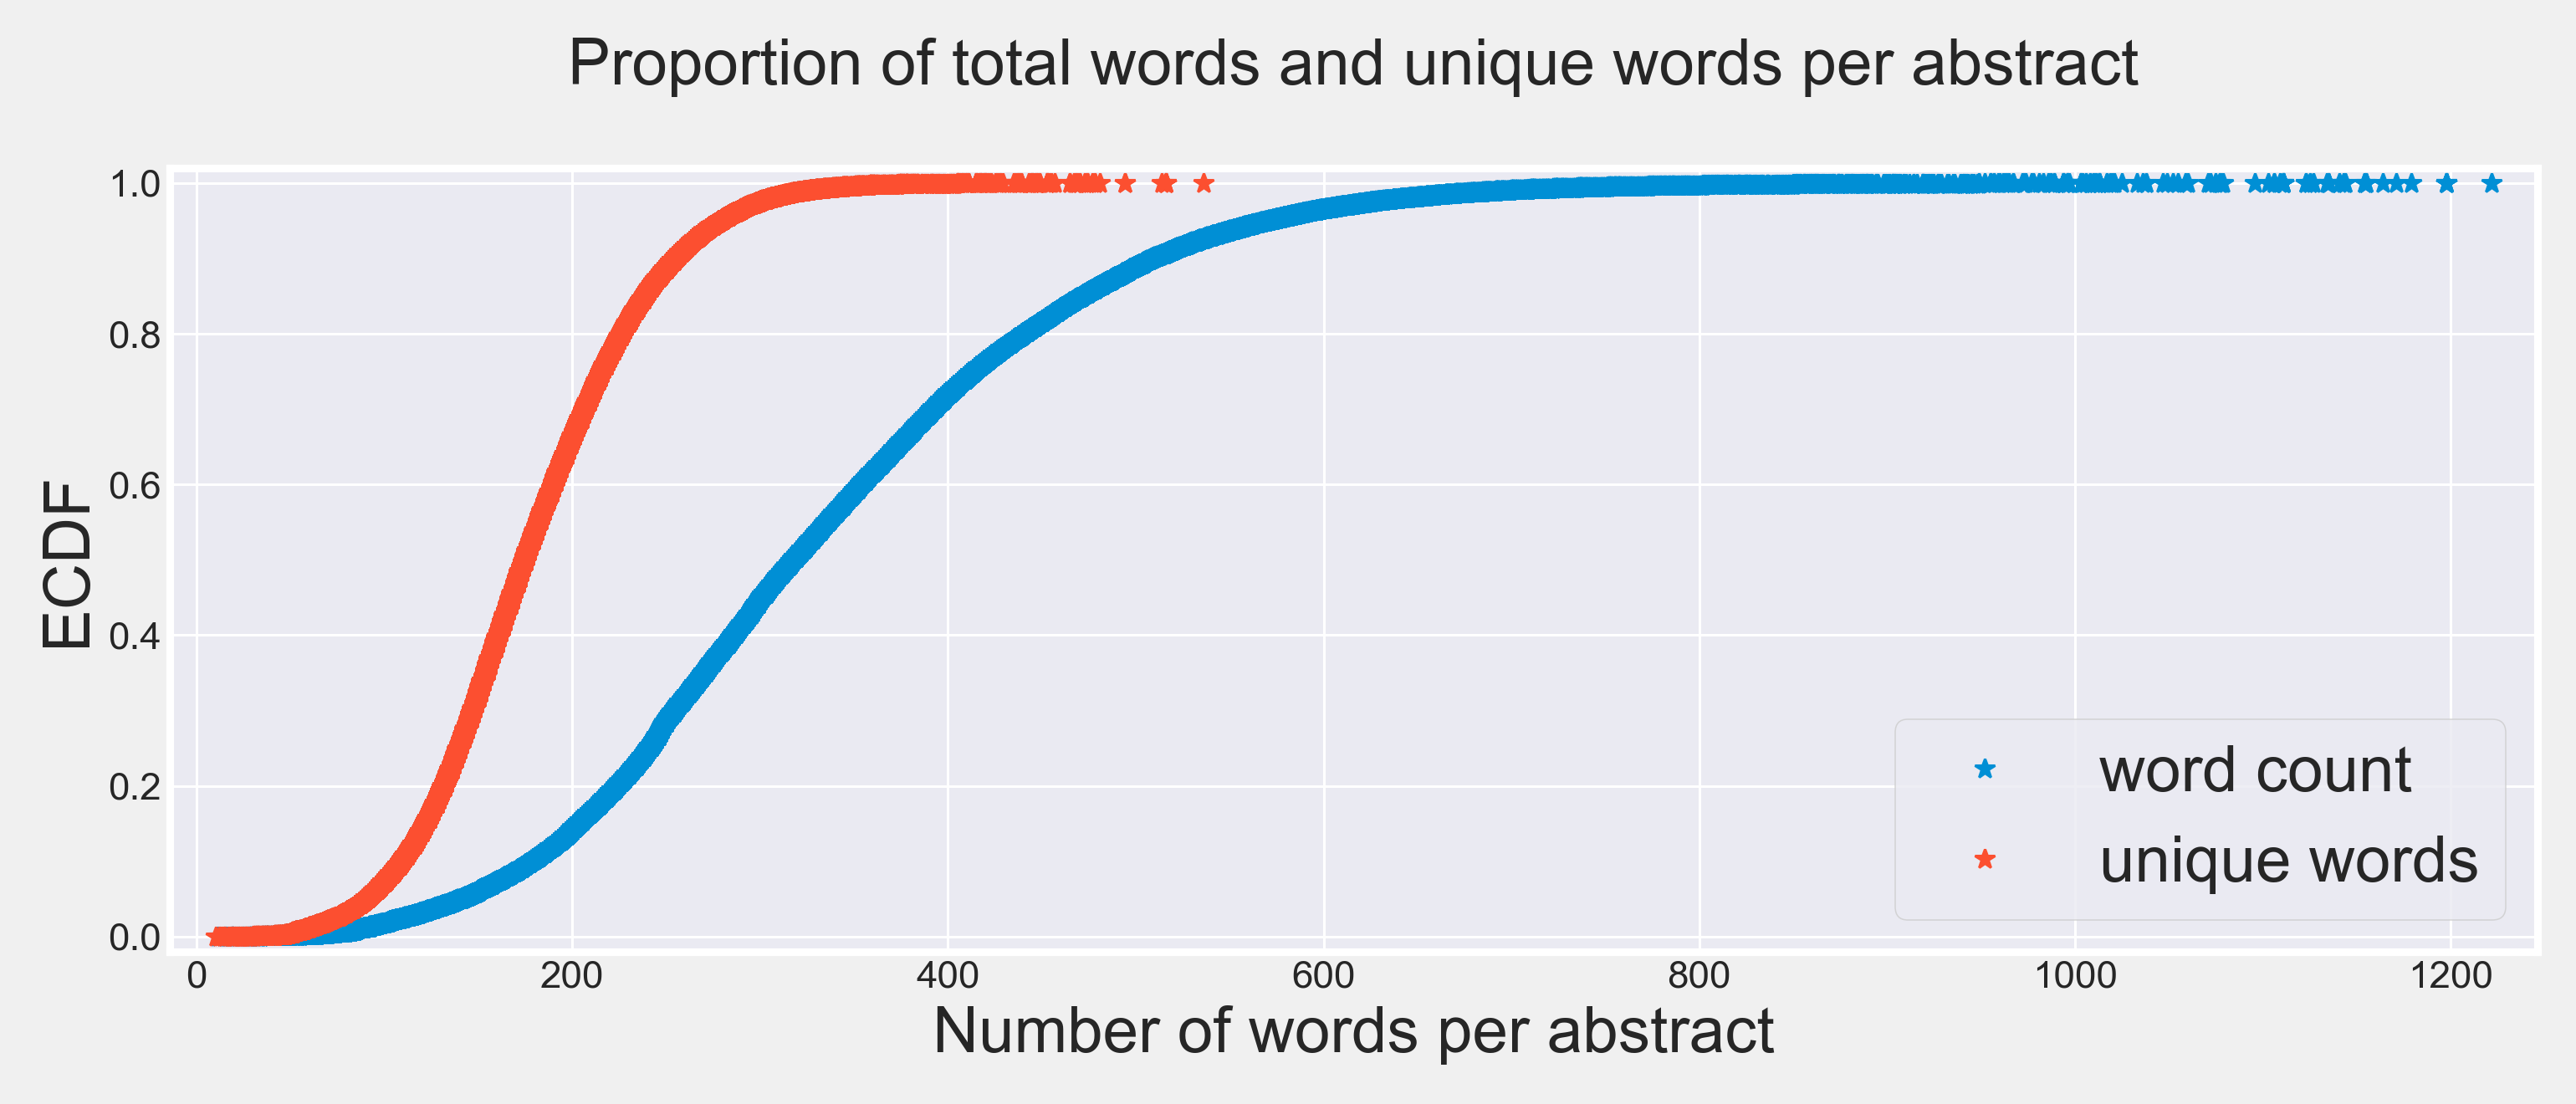 Proportion of total words and unique words per abstract
1.0
0.8
0.6
0.4
0.2
0.0
ECDF
0 200 400 600 800 1000 1200
Number of words per abstract
word count
unique words